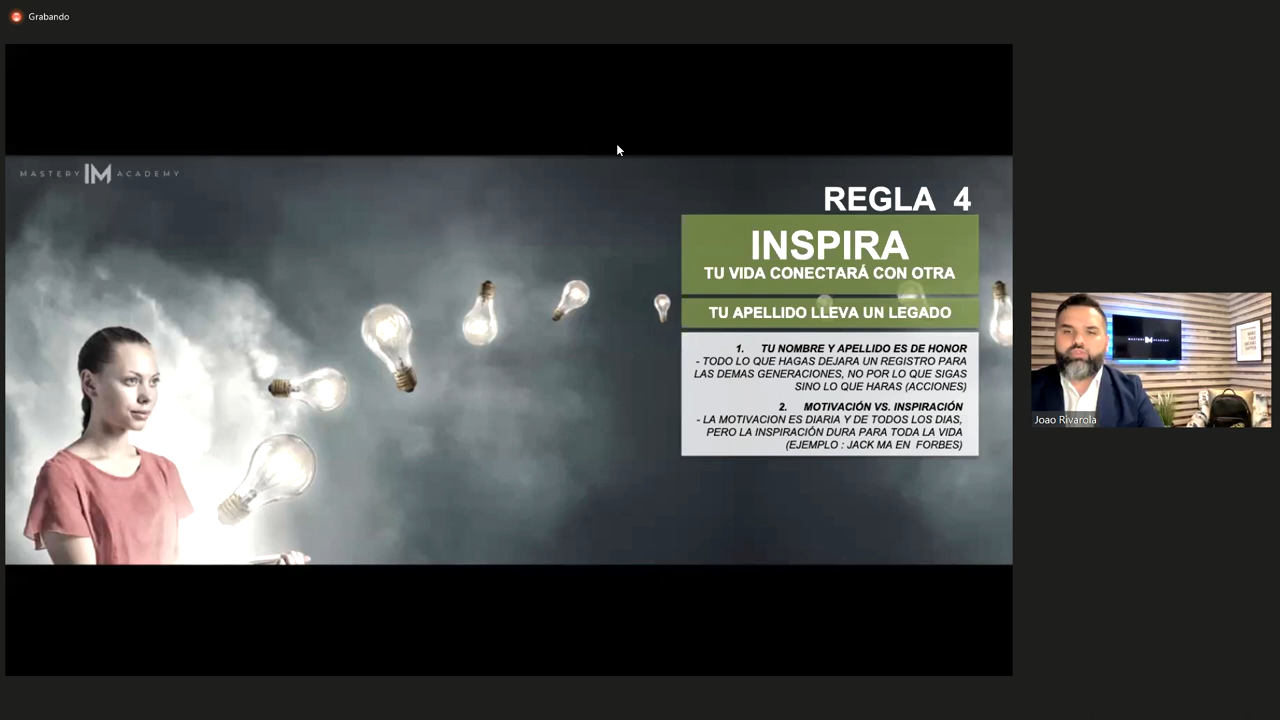 Grabando
MASTERY IM ACADEMY
REGLA 4
INSPIRA
TU VIDA CONECTARÁ CON OTRA
TU APELLIDO LLEVA UN LEGADO
1. TU NOMBRE Y APELLIDO ES DE HONOR
- TODO LO QUE HAGAS DEJARA UN REGISTRO PARA
LAS DEMAS GENERACIONES, NO POR LO QUE SIGAS
SINO LO QUE HARAS (ACCIONES)
2. MOTIVACIÓN VS. INSPIRACIÓN
- LA MOTIVACION ES DIARIA Y DE TODOS LOS DIAS,
PERO LA INSPIRACIÓN DURA PARA TODA LA VIDA
(EJEMPLO : JACK MA EN FORBES)
MASTERY IM ACADEMY
Joao Rivarola